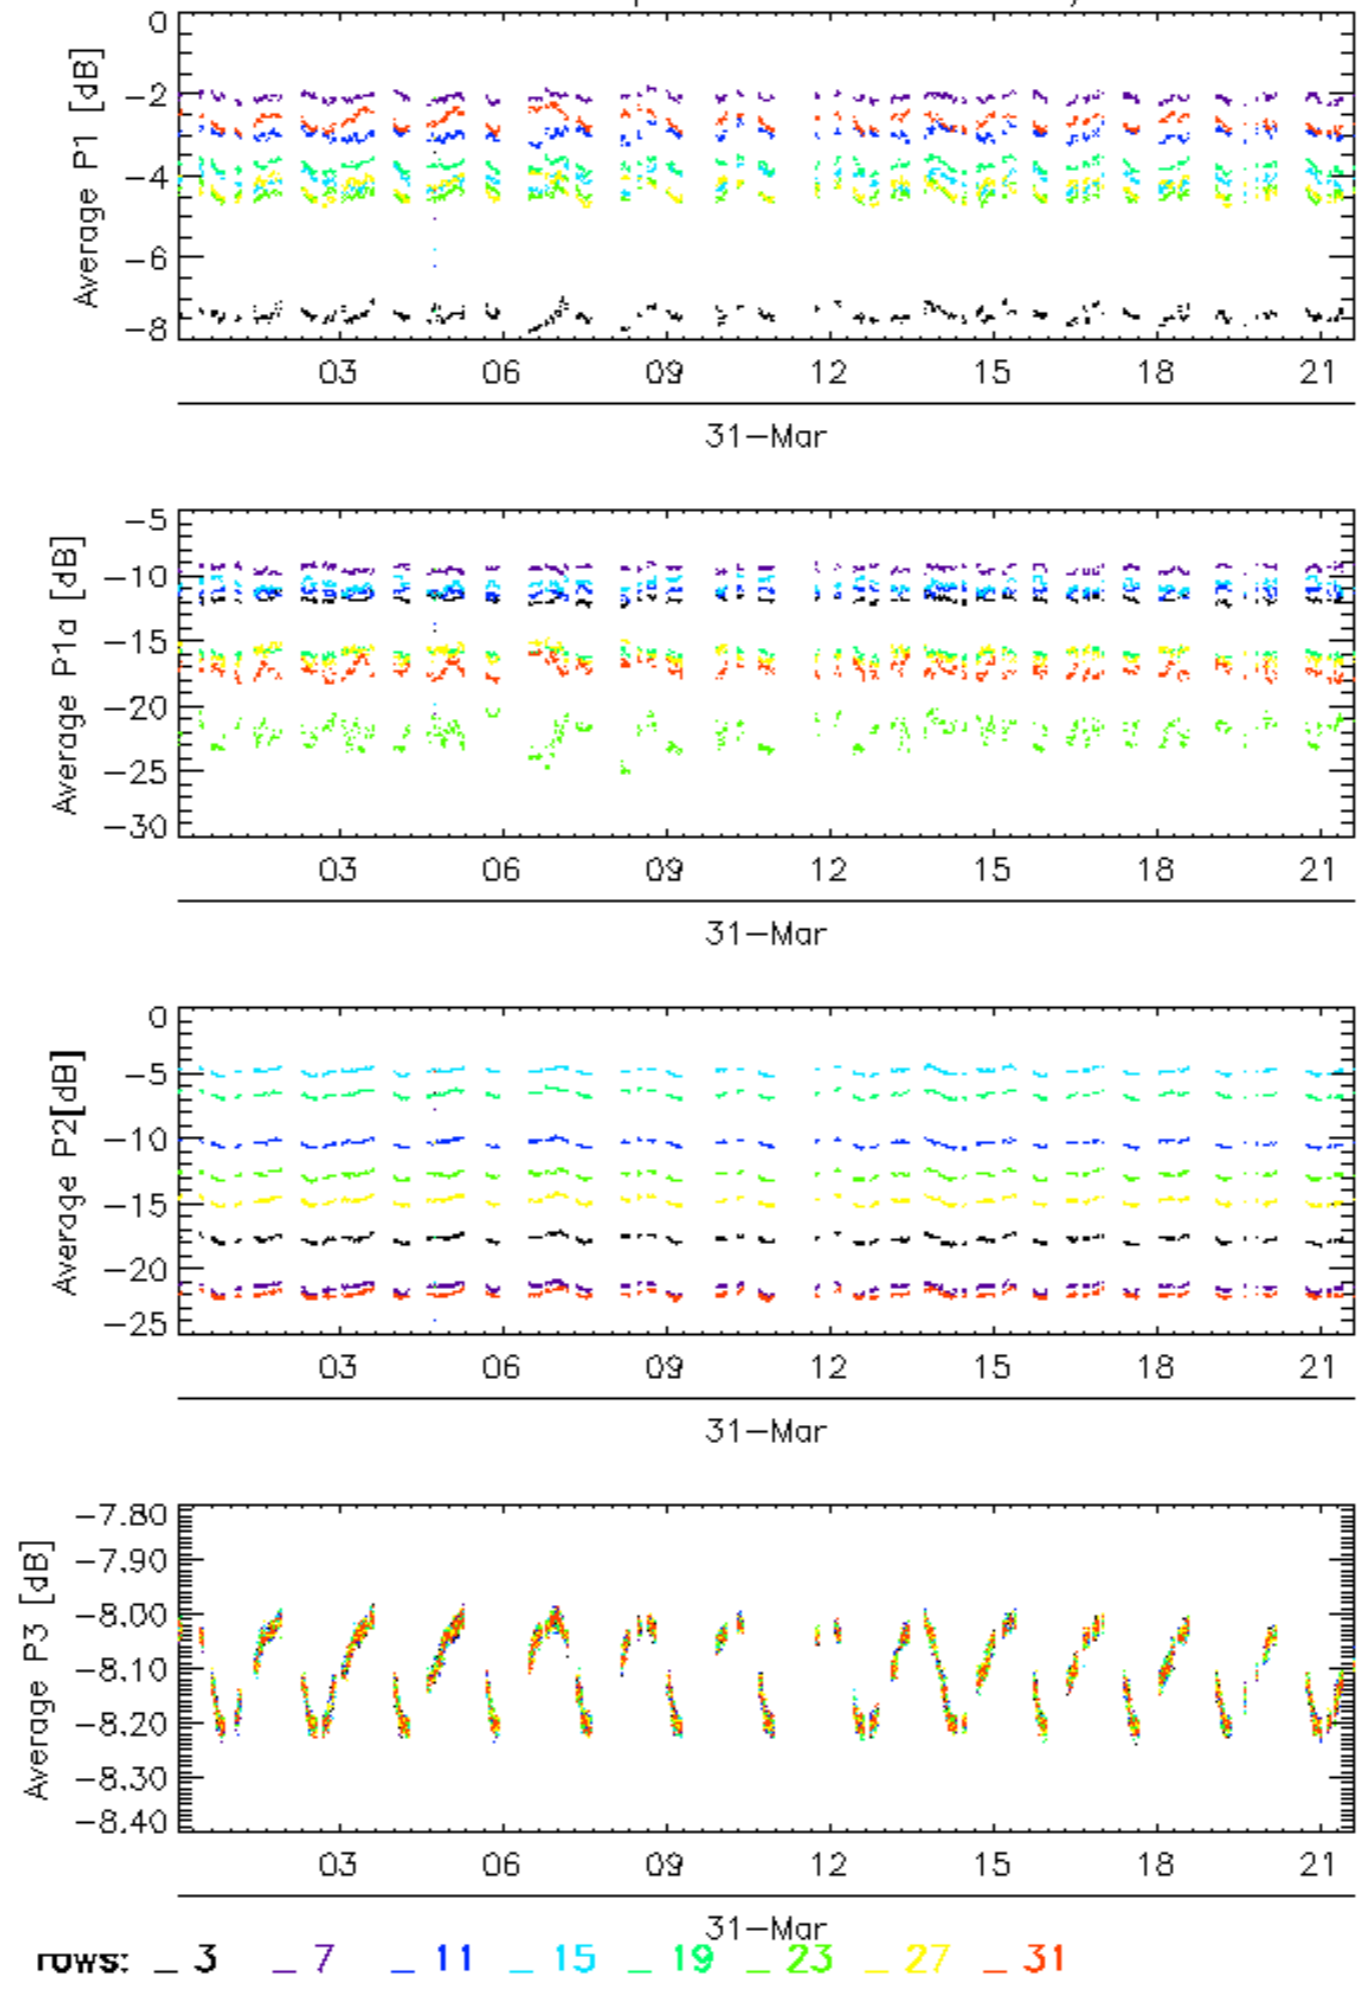 Average P1 [dB]
0
−2
−4
−6
−8
03 06 09 12 15 18 21
31−Mar
Average P1a [dB]
−5
−10
−15
−20
−25
−30
03 06 09 12 15 18 21
31−Mar
Average P2[dB]
0
−5
−10
−15
−20
−25
03 06 09 12 15 18 21
31−Mar
Average P3 [dB]
−7.80
−7.90
−8.00
−8.10
−8.20
−8.30
−8.40
03 06 09 12 15 18 21
31−Mar
rows: _ 3 _ 7 _ 11 _ 15 _ 19 _ 23 _ 27 _ 31